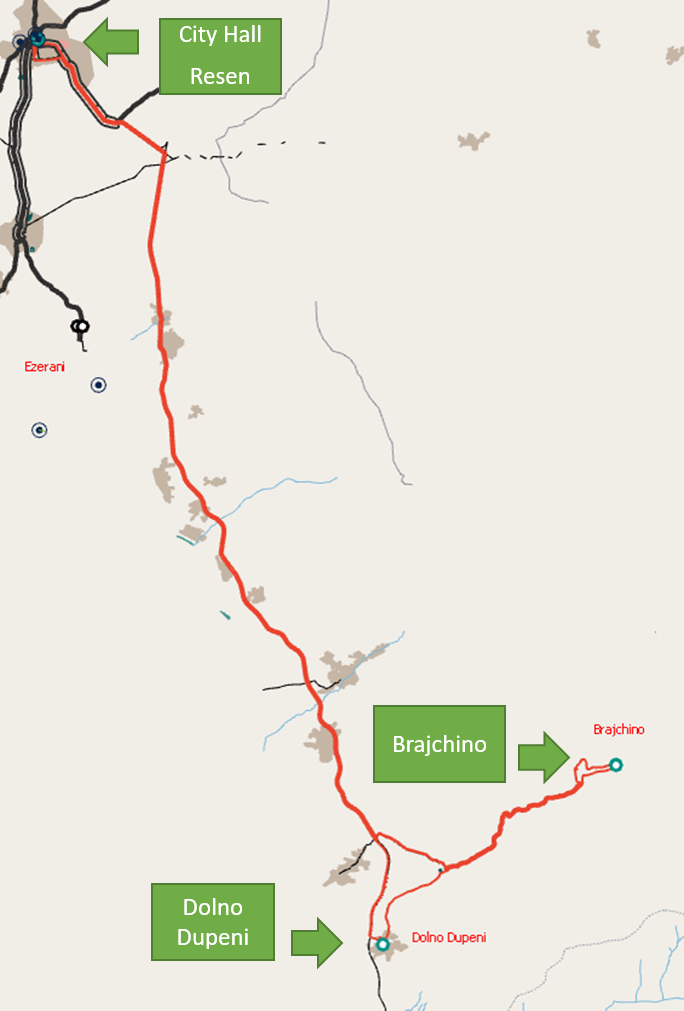 City Hall
Resen
Ezerani
Brajchino
Brajchino
Dolno
Dupeni
Dolno Dupeni